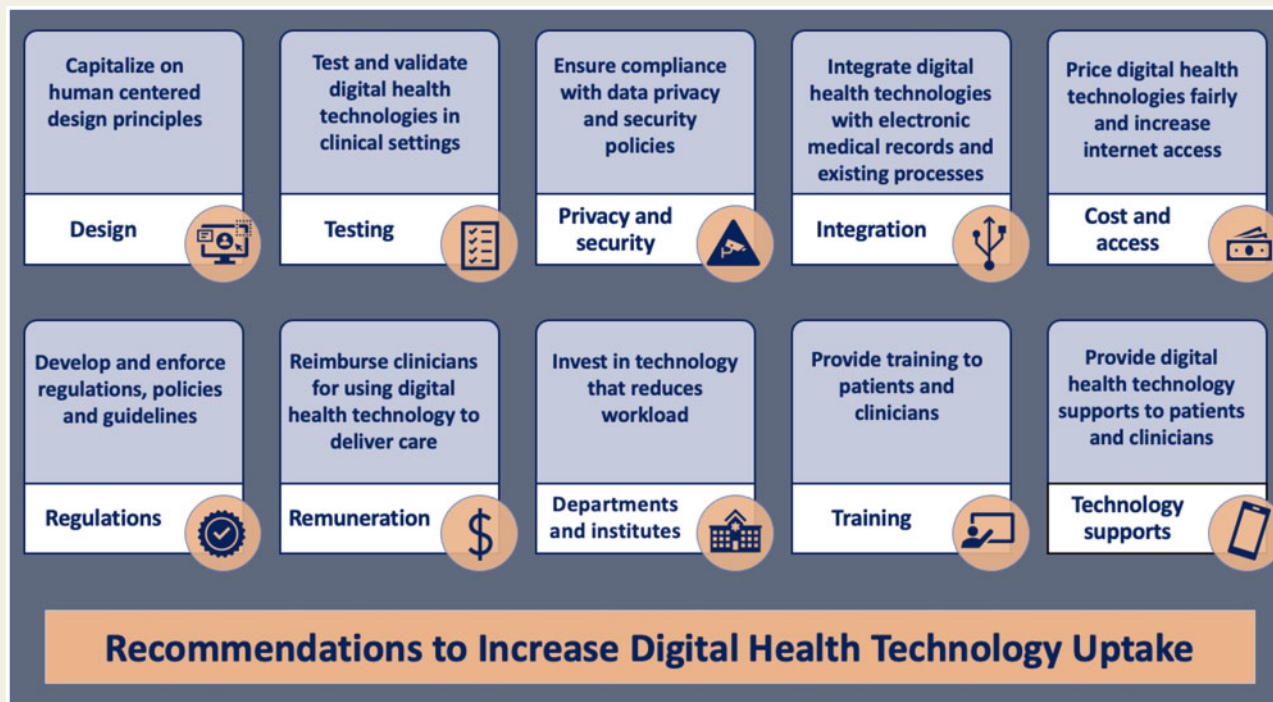 Capitalize on
human centered
design principles
Design
Test and validate
digital health
technologies in
clinical settings
Testing
Ensure compliance
with data privacy
and security
policies
Privacy and
security
Integrate digital
health technologies
with electronic
medical records and
existing processes
Integration
Price digital health
technologies fairly
and increase
internet access
Cost and
access
Develop and enforce
regulations, policies
and guidelines
Regulations
Reimburse clinicians
for using digital
health technology to
deliver care
Remuneration
$
Invest in technology
that reduces
workload
Departments
and institutes
Provide training to
patients and
clinicians
Training
Provide digital
health technology
supports to patients
and clinicians
Technology
supports
Recommendations to Increase Digital Health Technology Uptake